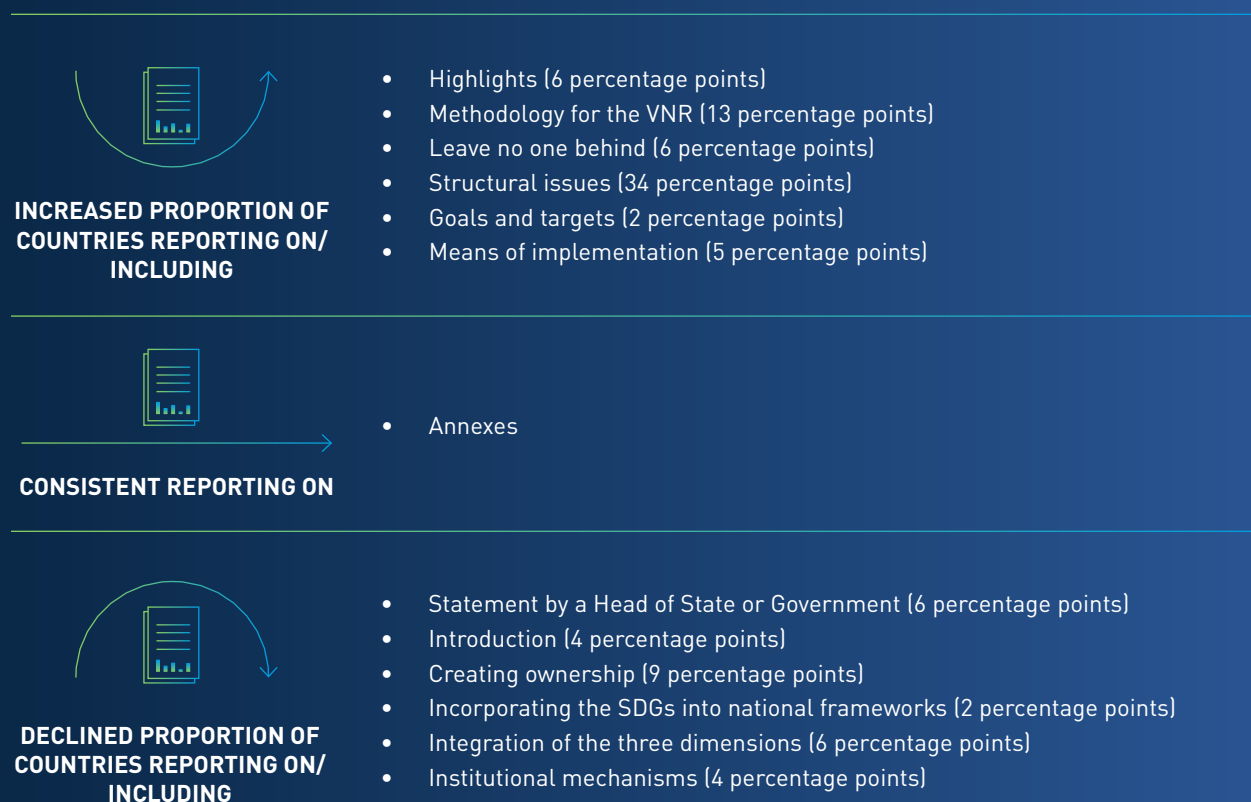 INCREASED PROPORTION OF
COUNTRIES REPORTING ON/
INCLUDING
• Highlights (6 percentage points)
• Methodology for the VNR (13 percentage points)
• Leave no one behind (6 percentage points)
• Structural issues (34 percentage points)
• Goals and targets (2 percentage points)
• Means of implementation (5 percentage points)
CONSISTENT REPORTING ON
• Annexes
DECLINED PROPORTION OF
COUNTRIES REPORTING ON/
INCLUDING
• Statement by a Head of State or Government (6 percentage points)
• Introduction (4 percentage points)
• Creating ownership (9 percentage points)
• Incorporating the SDGs into national frameworks (2 percentage points)
• Integration of the three dimensions (6 percentage points)
• Institutional mechanisms (4 percentage points)